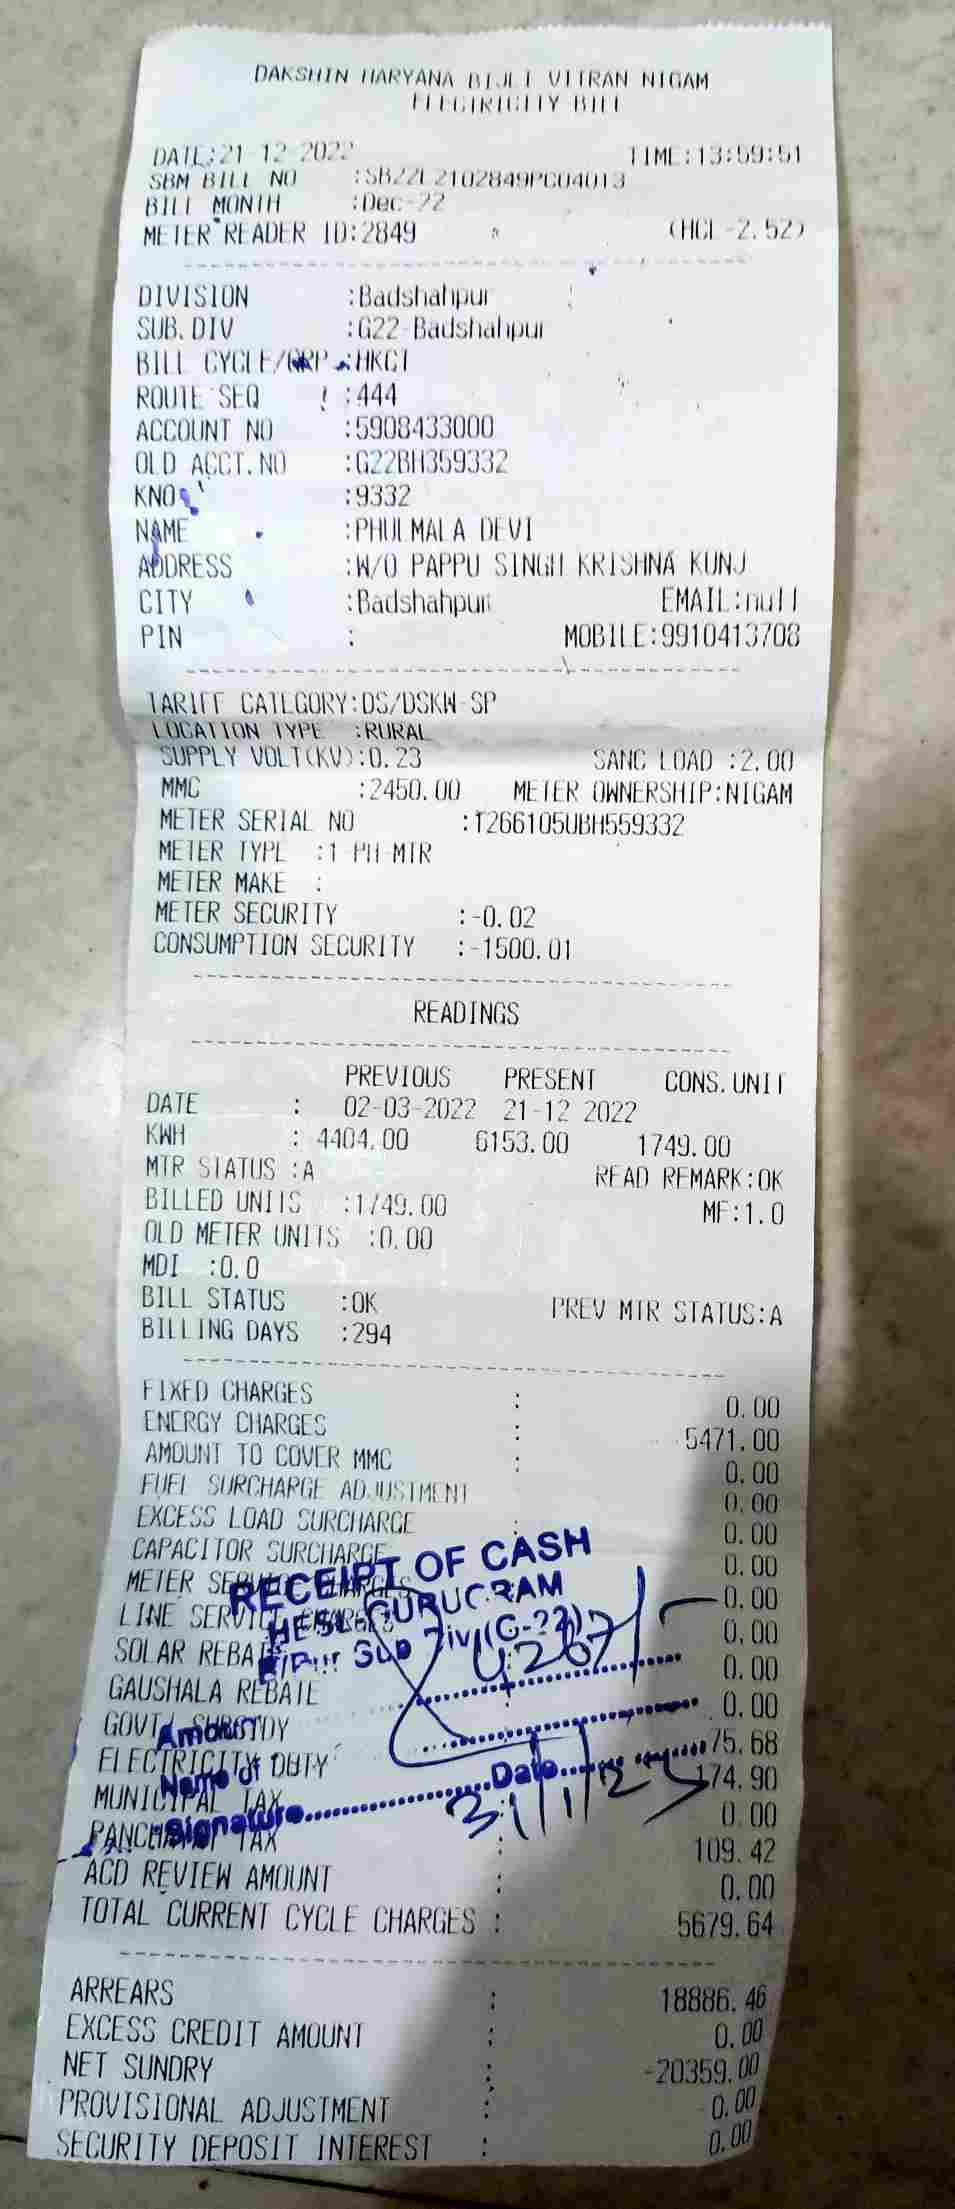 DAKSHIN HARYANA BIJLI VITRAN NIGAM
ELECTRICITY BILL
DATE:21-12-2022 TIME:13:59:51
SBM BILL NO :SB22L2102849PG04013
BILL MONTH :Dec-22
METER READER ID:2849 (HCL-2.52)
DIVISION :Badshahpur
SUB.DIV :G22-Badshahpur
BILL CYCLE/GRP :HKGT
ROUTE SEQ :444
ACCOUNT NO :5908433000
OLD ACCT.NO :G22BH359332
KNO :9332
NAME :PHULMALA DEVI
ADDRESS :W/O PAPPU SINGH KRISHNA KUNJ
CITY :Badshahpur EMAIL:null
PIN : MOBILE:9910413708
TARIFF CATEGORY:DS/DSKW-SP
LOCATION TYPE :RURAL
SUPPLY VOLT(KV):0.23 SANC LOAD :2.00
MMC :2450.00 METER OWNERSHIP:NIGAM
METER SERIAL NO :T266105UBH559332
METER TYPE :1-PH-MTR
METER MAKE :
METER SECURITY :-0.02
CONSUMPTION SECURITY :-1500.01
READINGS
PREVIOUS PRESENT CONS.UNIT
DATE : 02-03-2022 21-12 2022
KWH : 4404.00 6153.00 1749.00
MTR STATUS :A READ REMARK:OK
BILLED UNITS :1749.00 MF:1.0
OLD METER UNITS :0.00
MDI :0.0
BILL STATUS :OK PREV MTR STATUS:A
BILLING DAYS :294
FIXED CHARGES : 0.00
ENERGY CHARGES : 5471.00
AMOUNT TO COVER MMC : 0.00
FUEL SURCHARGE ADJUSTMENT 0.00
EXCESS LOAD SURCHARGE : 0.00
CAPACITOR SURCHARGE 0.00
METER SERVICE CHARGES 0.00
LINE SERVICE CHARGES 0.00
SOLAR REBATE 0.00
GAUSHALA REBATE 0.00
GOVT. SUBSIDY
ELECTRICITY DUTY 75.68
MUNICIPAL TAX 174.90
PANCHAYAT TAX 0.00
109.42
ACD REVIEW AMOUNT : 0.00
TOTAL CURRENT CYCLE CHARGES : 5679.64
RECEIPT OF CASH
GURUGRAM
Sub Div (G-22)
Amount
Name of
Signature Date 31/1/23
ARREARS : 18886.46
EXCESS CREDIT AMOUNT : 0.00
NET SUNDRY : -20359.00
PROVISIONAL ADJUSTMENT : 0.00
SECURITY DEPOSIT INTEREST : 0.00